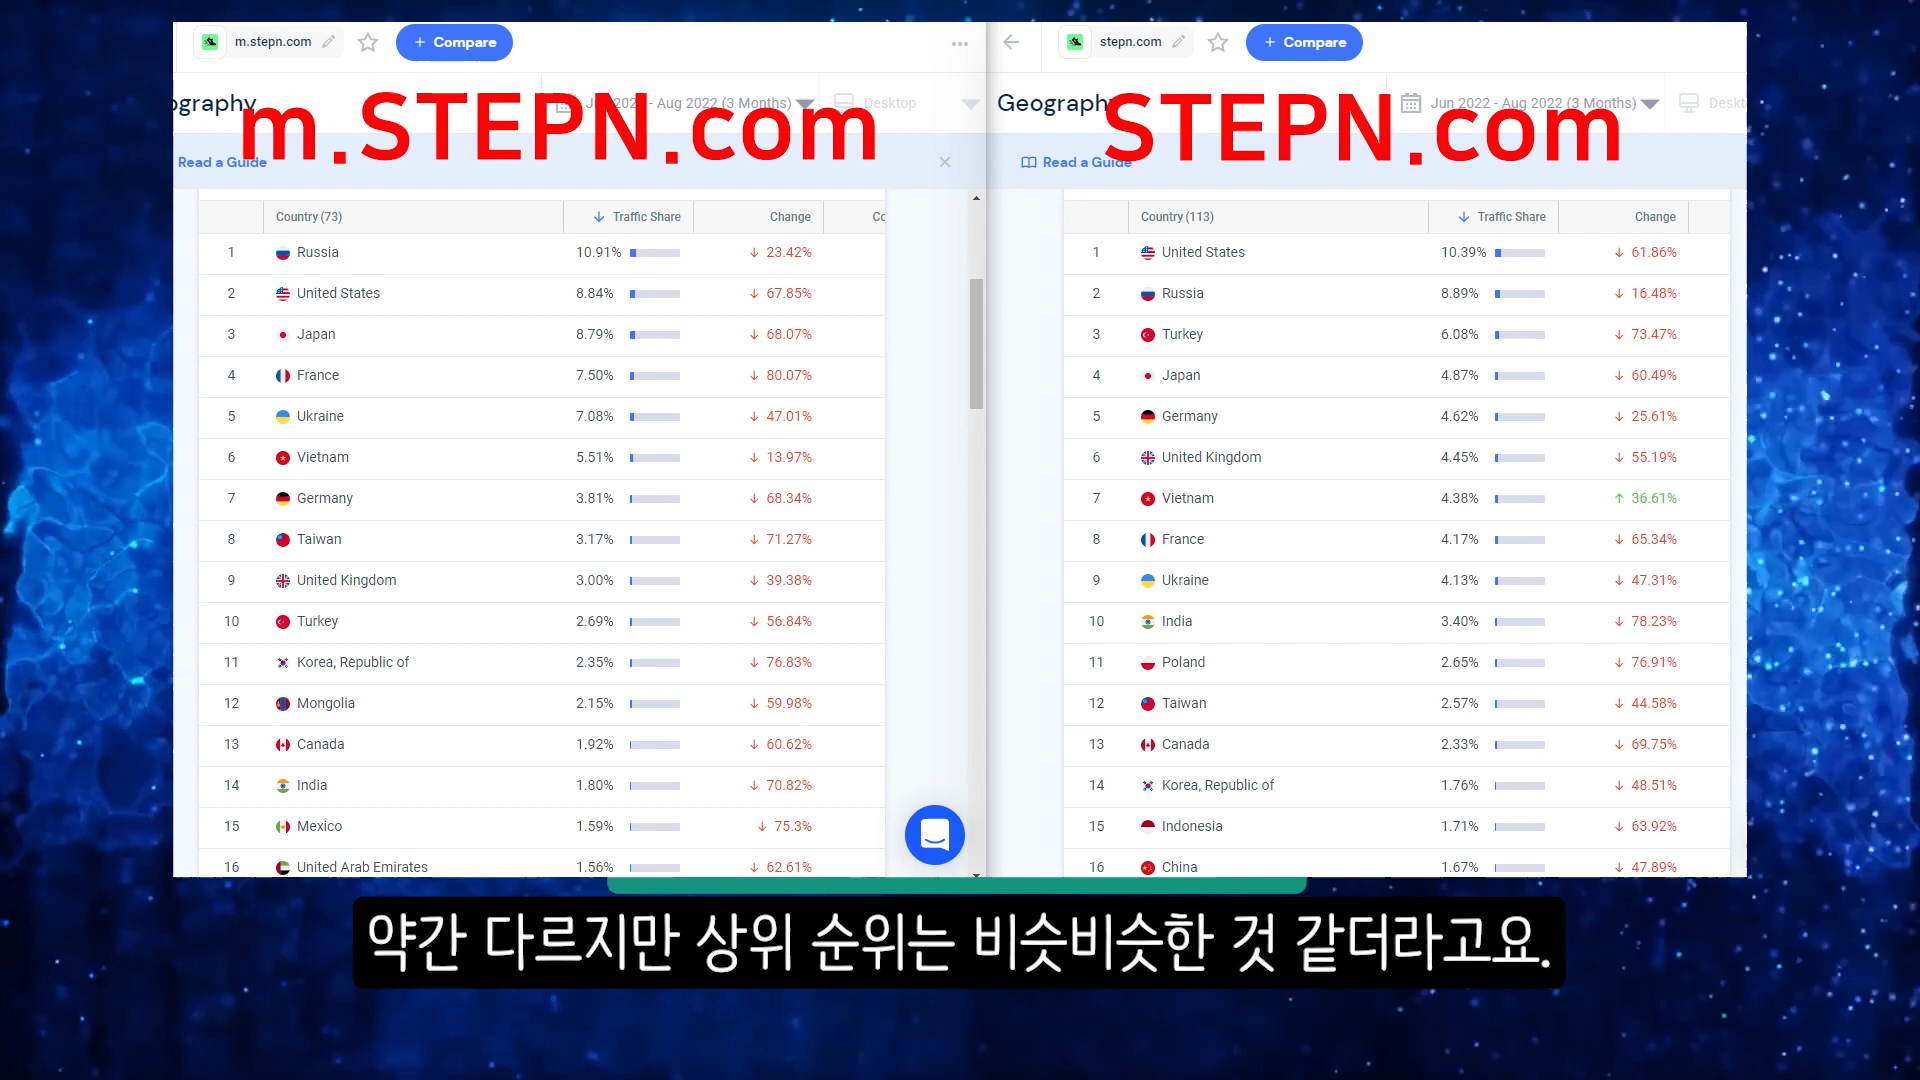 m.stepn.com
+ Compare
ography
Jun 2022 - Aug 2022 (3 Months)
Desktop
m.STEPN.com
Read a Guide
Country (73) Traffic Share Change
1 Russia 10.91% 23.42%
2 United States 8.84% 67.85%
3 Japan 8.79% 68.07%
4 France 7.50% 80.07%
5 Ukraine 7.08% 47.01%
6 Vietnam 5.51% 13.97%
7 Germany 3.81% 68.34%
8 Taiwan 3.17% 71.27%
9 United Kingdom 3.00% 39.38%
10 Turkey 2.69% 56.84%
11 Korea, Republic of 2.35% 76.83%
12 Mongolia 2.15% 59.98%
13 Canada 1.92% 60.62%
14 India 1.80% 70.82%
15 Mexico 1.59% 75.3%
16 United Arab Emirates 1.56% 62.61%
stepn.com
+ Compare
Geography
Jun 2022 - Aug 2022 (3 Months)
STEPN.com
Read a Guide
Country (113) Traffic Share Change
1 United States 10.39% 61.86%
2 Russia 8.89% 16.48%
3 Turkey 6.08% 73.47%
4 Japan 4.87% 60.49%
5 Germany 4.62% 25.61%
6 United Kingdom 4.45% 55.19%
7 Vietnam 4.38% 36.61%
8 France 4.17% 65.34%
9 Ukraine 4.13% 47.31%
10 India 3.40% 78.23%
11 Poland 2.65% 76.91%
12 Taiwan 2.57% 44.58%
13 Canada 2.33% 69.75%
14 Korea, Republic of 1.76% 48.51%
15 Indonesia 1.71% 63.92%
16 China 1.67% 47.89%
약간 다르지만 상위 순위는 비슷비슷한 것 같더라고요.